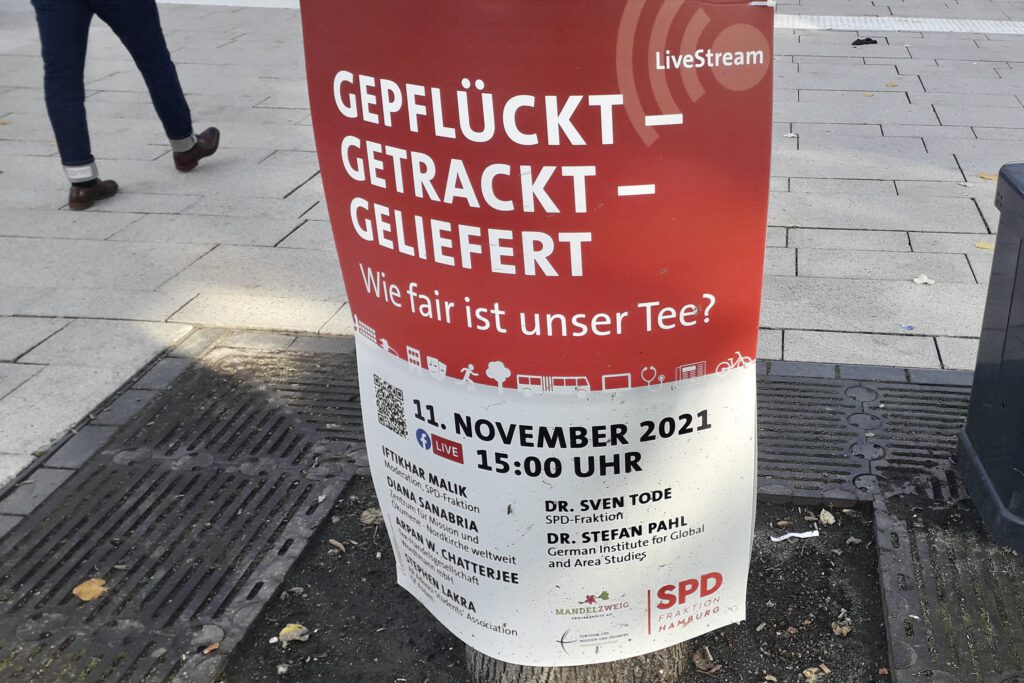 LiveStream
GEPFLÜCKT –
GETRACKT –
GELIEFERT
Wie fair ist unser Tee?
11. NOVEMBER 2021
LIVE
15:00 UHR
IFTIKHAR MALIK
Moderation, SPD-Fraktion
DIANA SANABRIA
Zentrum für Mission und
Ökumene - Nordkirche weltweit
ARPAN W. CHATTERJEE
Teehandelsgesellschaft
mbH
STEPHEN LAKRA
Students' Association
DR. SVEN TODE
SPD-Fraktion
DR. STEFAN PAHL
German Institute for Global
and Area Studies
MANDELZWEIG
SPD
FRAKTION
HAMBURG